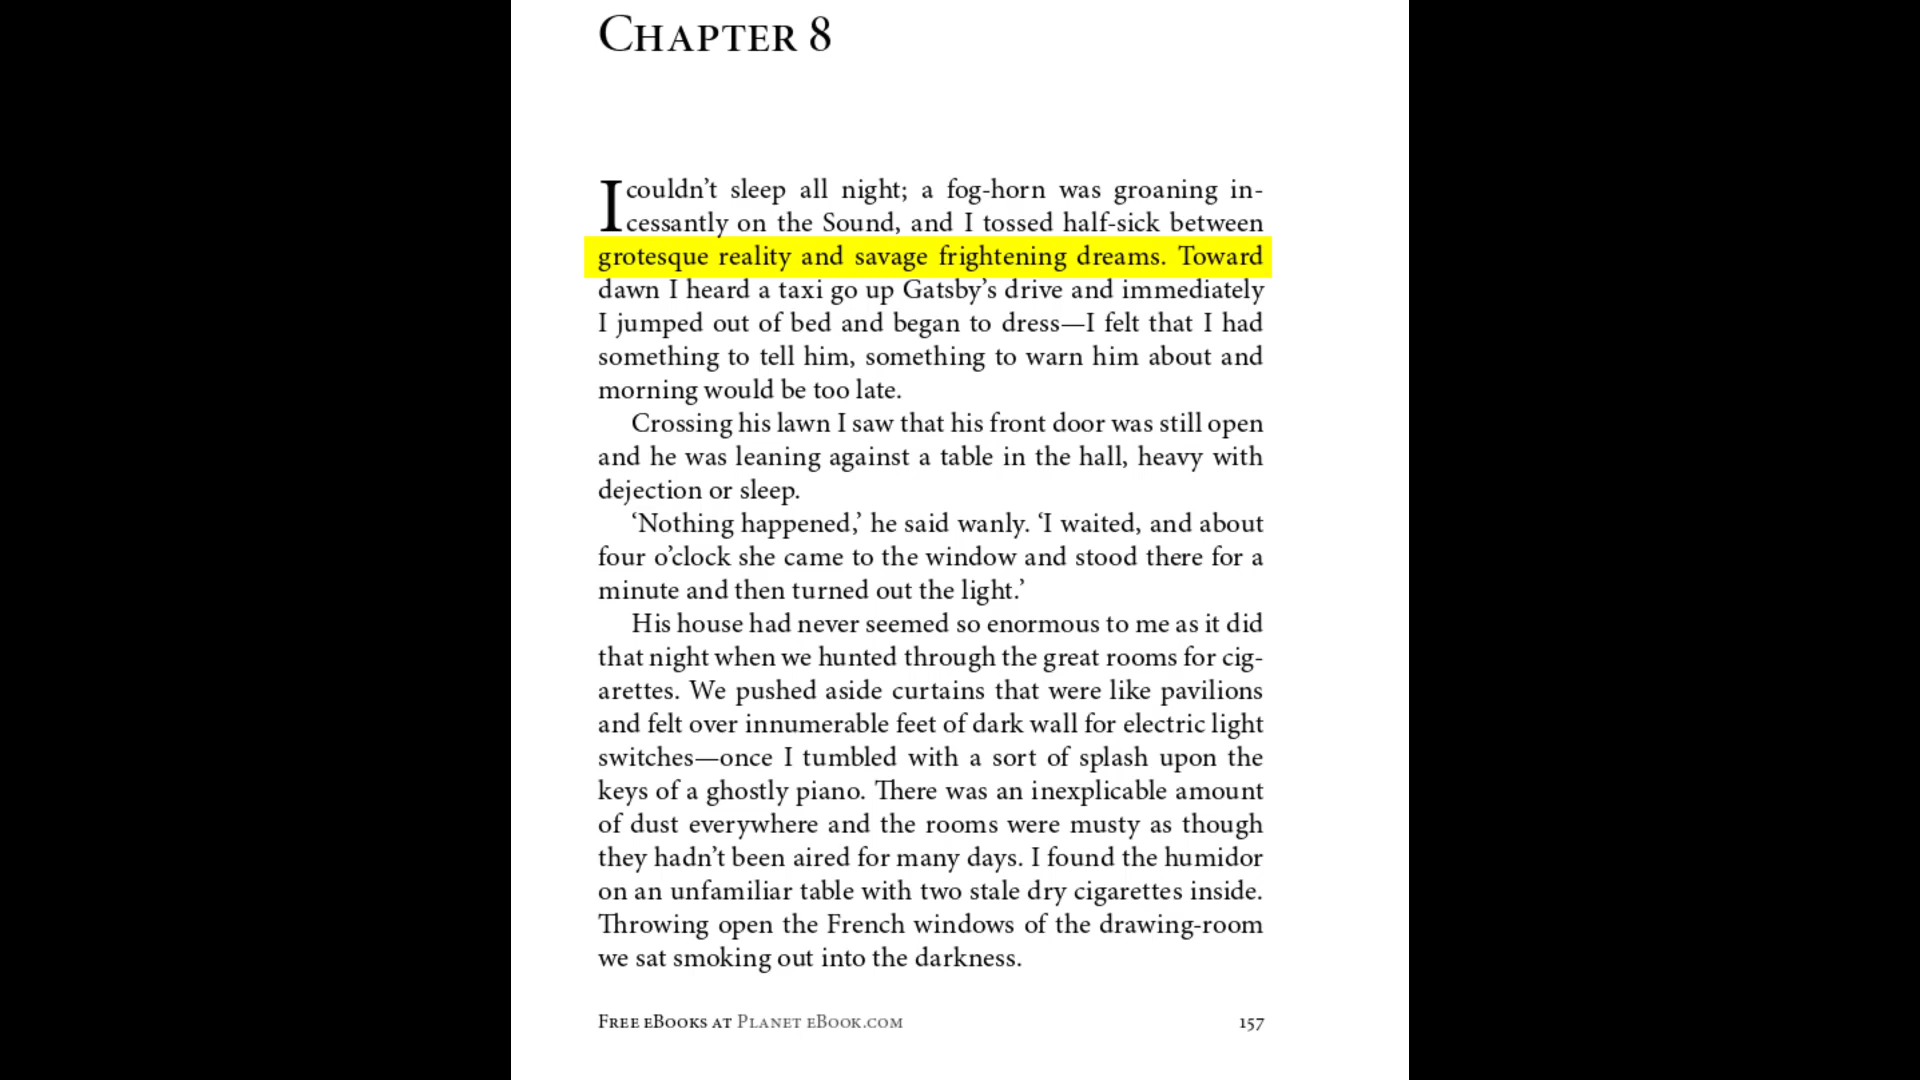 CHAPTER 8
I couldn’t sleep all night; a fog-horn was groaning in-
cessantly on the Sound, and I tossed half-sick between
grotesque reality and savage frightening dreams. Toward
dawn I heard a taxi go up Gatsby’s drive and immediately
I jumped out of bed and began to dress—I felt that I had
something to tell him, something to warn him about and
morning would be too late.
Crossing his lawn I saw that his front door was still open
and he was leaning against a table in the hall, heavy with
dejection or sleep.
‘Nothing happened,’ he said wanly. ‘I waited, and about
four o’clock she came to the window and stood there for a
minute and then turned out the light.’
His house had never seemed so enormous to me as it did
that night when we hunted through the great rooms for cig-
arettes. We pushed aside curtains that were like pavilions
and felt over innumerable feet of dark wall for electric light
switches—once I tumbled with a sort of splash upon the
keys of a ghostly piano. There was an inexplicable amount
of dust everywhere and the rooms were musty as though
they hadn’t been aired for many days. I found the humidor
on an unfamiliar table with two stale dry cigarettes inside.
Throwing open the French windows of the drawing-room
we sat smoking out into the darkness.
FREE EBOOKS AT PLANET EBOOK.COM 157